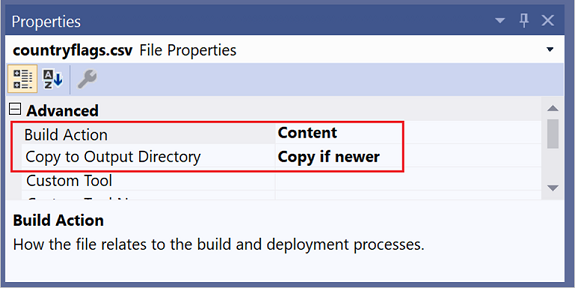 Properties
countryflags.csv File Properties
A
Z
Advanced
Build Action Content
Copy to Output Directory Copy if newer
Custom Tool
Build Action
How the file relates to the build and deployment processes.